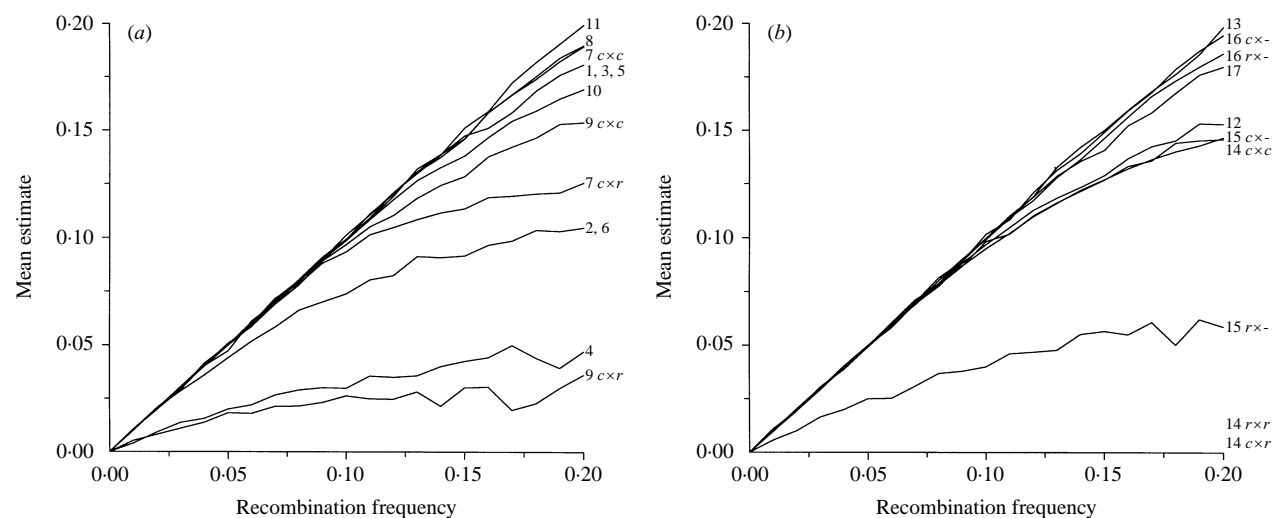 (a)
0·20
0·15
0·10
0·05
0·00
Mean estimate
11
8
7 c×c
1, 3, 5
10
9 c×c
7 c×r
2, 6
4
9 c×r
0·00 0·05 0·10 0·15 0·20
Recombination frequency
(b)
0·20
0·15
0·10
0·05
0·00
Mean estimate
13
16 c×-
16 r×-
17
12
15 c×-
14 c×c
15 r×-
14 r×r
14 c×r
0·00 0·05 0·10 0·15 0·20
Recombination frequency